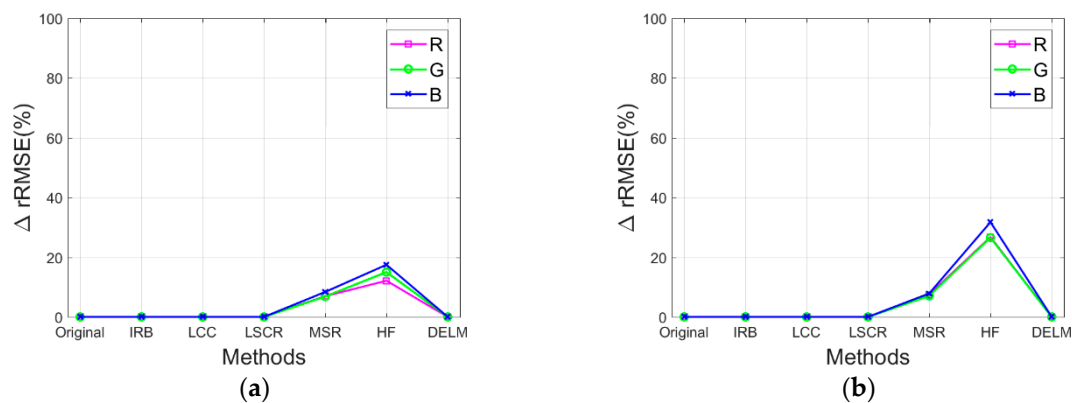 100
80
60
40
20
0
Δ rRMSE(%)
R
G
B
Original IRB LCC LSCR MSR HF DELM
Methods
(a)
100
80
60
40
20
0
Δ rRMSE(%)
R
G
B
Original IRB LCC LSCR MSR HF DELM
Methods
(b)